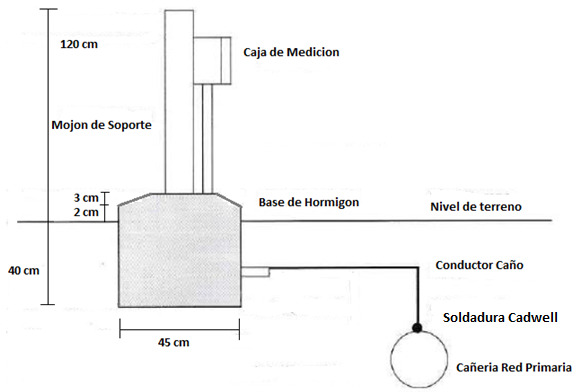 120 cm
Caja de Medicion
Mojon de Soporte
3 cm
2 cm
Base de Hormigon
Nivel de terreno
40 cm
Conductor Caño
Soldadura Cadwell
45 cm
Cañeria Red Primaria